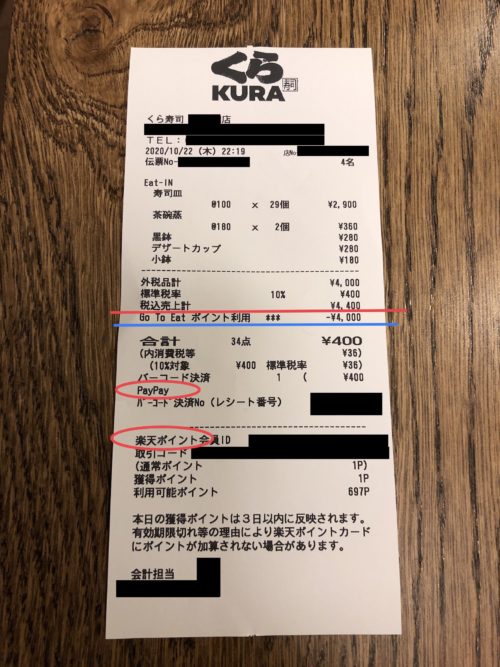 くら
KURA
寿司
くら寿司 店
TEL:
2020/10/22 (木) 22:19 店No
伝票No- 4名
Eat-IN
寿司皿
@100 × 29個 ¥2,900
茶碗蒸
@180 × 2個 ¥360
黒鉢 ¥280
デザートカップ ¥280
小鉢 ¥180
外税品計 ¥4,000
標準税率 10% ¥400
税込売上計 ¥4,400
Go To Eat ポイント利用 *** -¥4,000
合計 34点 ¥400
(内消費税等 ¥36)
(10%対象 ¥400 標準税率 ¥36)
バーコード決済 1 ( ¥400
PayPay
バーコード決済No (レシート番号)
楽天ポイント会員ID
取引コード
(通常ポイント 1P)
獲得ポイント 1P
利用可能ポイント 697P
本日の獲得ポイントは3日以内に反映されます。
有効期限切れ等の理由により楽天ポイントカード
にポイントが加算されない場合があります。
会計担当